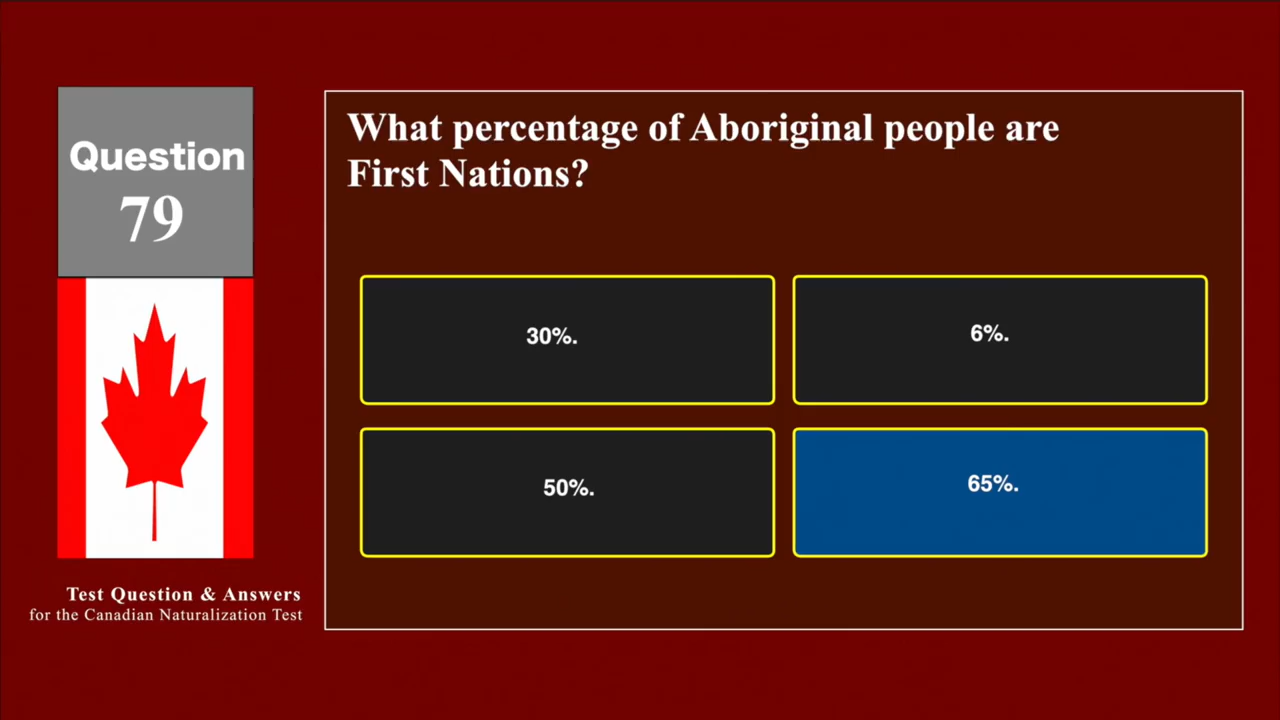 Question
79
What percentage of Aboriginal people are
First Nations?
30%.
6%.
50%.
65%.
Test Question & Answers
for the Canadian Naturalization Test